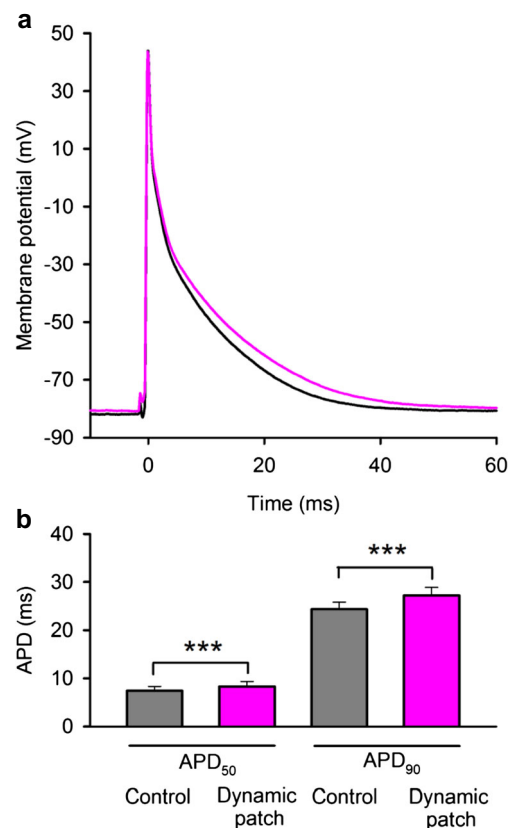 a
Membrane potential (mV)
50
30
10
-10
-30
-50
-70
-90
0 20 40 60
Time (ms)
b
APD (ms)
40
30
20
10
0
***
***
APD₅₀ APD₉₀
Control Dynamic patch Control Dynamic patch